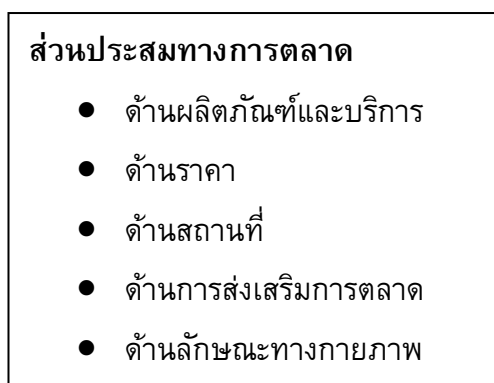 ส่วนประสมทางการตลาด
● ด้านผลิตภัณฑ์และบริการ
● ด้านราคา
● ด้านสถานที่
● ด้านการส่งเสริมการตลาด
● ด้านลักษณะทางกายภาพ